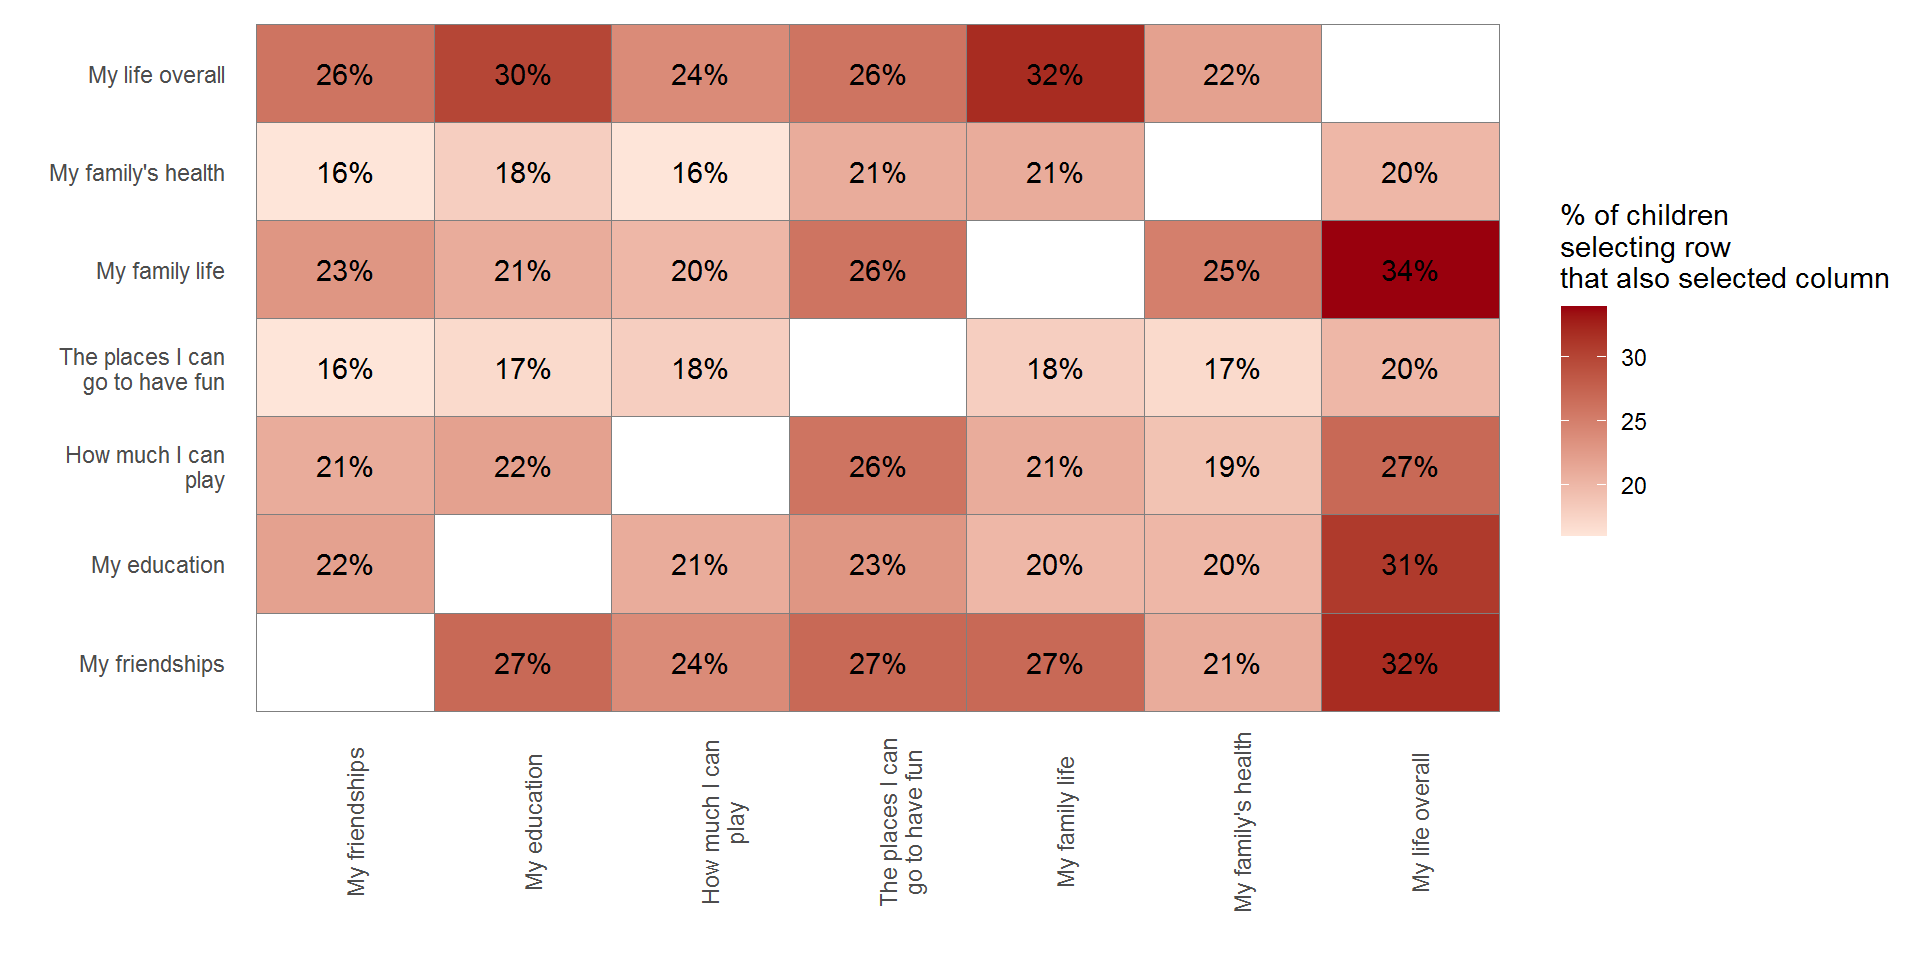 My life overall 26% 30% 24% 26% 32% 22%
My family's health 16% 18% 16% 21% 21% 20%
My family life 23% 21% 20% 26% 25% 34%
The places I can
go to have fun 16% 17% 18% 18% 17% 20%
How much I can
play 21% 22% 26% 21% 19% 27%
My education 22% 21% 23% 20% 20% 31%
My friendships 27% 24% 27% 27% 21% 32%
My friendships
My education
How much I can
play
The places I can
go to have fun
My family life
My family's health
My life overall
% of children
selecting row
that also selected column
30
25
20